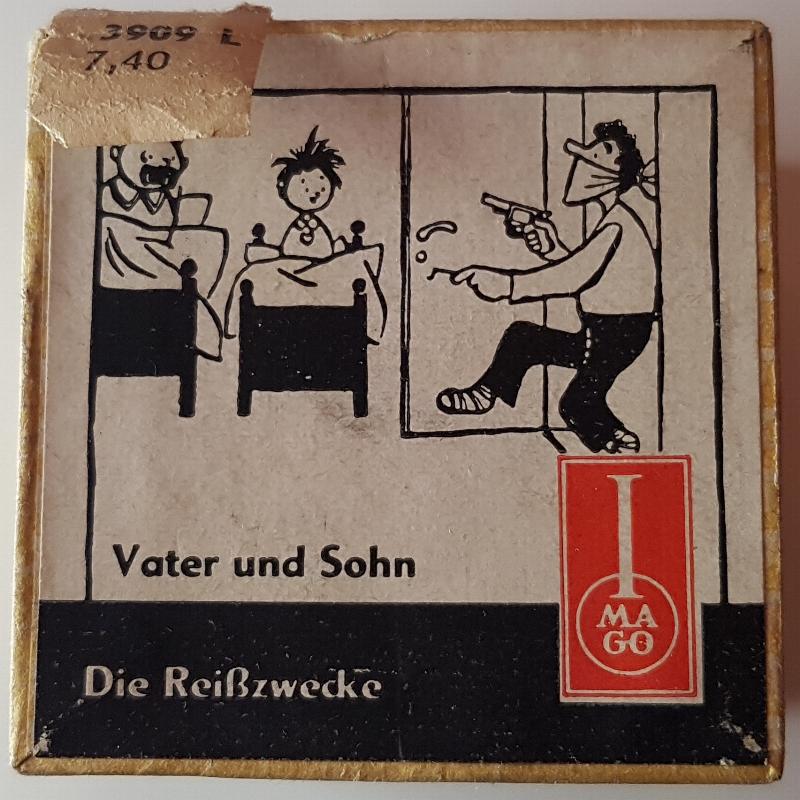 3909 L
7,40
Vater und Sohn
Die Reißzwecke
I
MA
GO